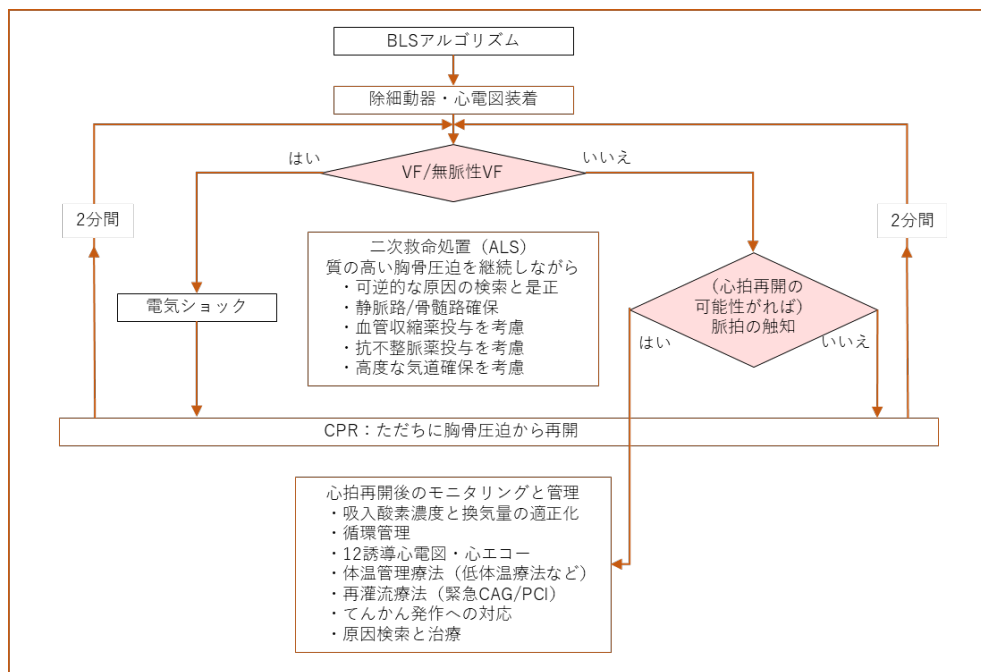 BLSアルゴリズム
除細動器・心電図装着
はい
VF/無脈性VF
いいえ
2分間
2分間
二次救命処置（ALS）
質の高い胸骨圧迫を継続しながら
・可逆的な原因の検索と是正
・静脈路/骨髄路確保
・血管収縮薬投与を考慮
・抗不整脈薬投与を考慮
・高度な気道確保を考慮
電気ショック
（心拍再開の
可能性がれば）
脈拍の触知
はい
いいえ
CPR：ただちに胸骨圧迫から再開
心拍再開後のモニタリングと管理
・吸入酸素濃度と換気量の適正化
・循環管理
・12誘導心電図・心エコー
・体温管理療法（低体温療法など）
・再灌流療法（緊急CAG/PCI）
・てんかん発作への対応
・原因検索と治療